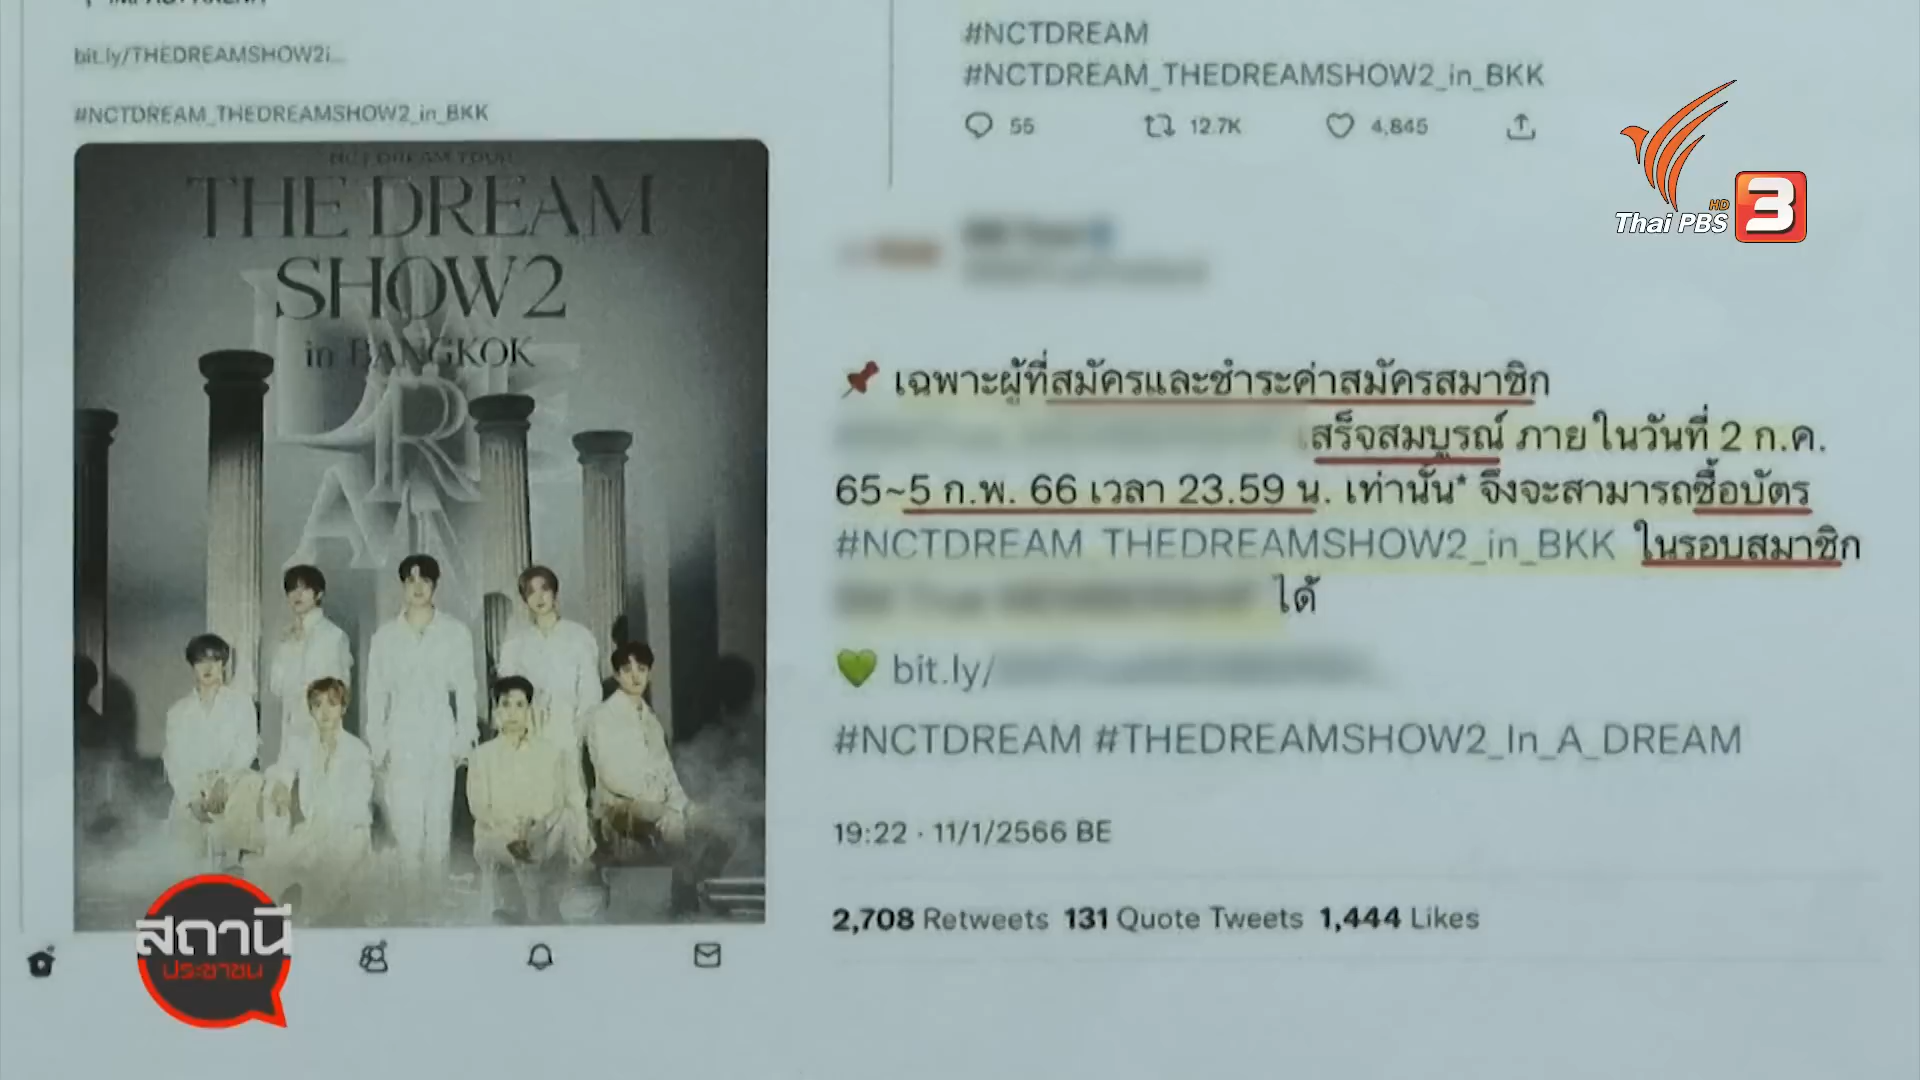 bit.ly/THEDREAMSHOW2i...
#NCTDREAM_THEDREAMSHOW2_in_BKK
NCT DREAM TOUR
THE DREAM
SHOW2
in BANGKOK
DREAM
สถานี
ประชาชน
#NCTDREAM
#NCTDREAM_THEDREAMSHOW2_in_BKK
55 12.7K 4,845
Thai PBS HD 3
📌 เฉพาะผู้ที่สมัครและชำระค่าสมัครสมาชิก
เสร็จสมบูรณ์ ภายในวันที่ 2 ก.ค.
65~5 ก.พ. 66 เวลา 23.59 น. เท่านั้น* จึงจะสามารถซื้อบัตร
#NCTDREAM_THEDREAMSHOW2_in_BKK ในรอบสมาชิก
ได้
💚 bit.ly/
#NCTDREAM #THEDREAMSHOW2_In_A_DREAM
19:22 · 11/1/2566 BE
2,708 Retweets 131 Quote Tweets 1,444 Likes